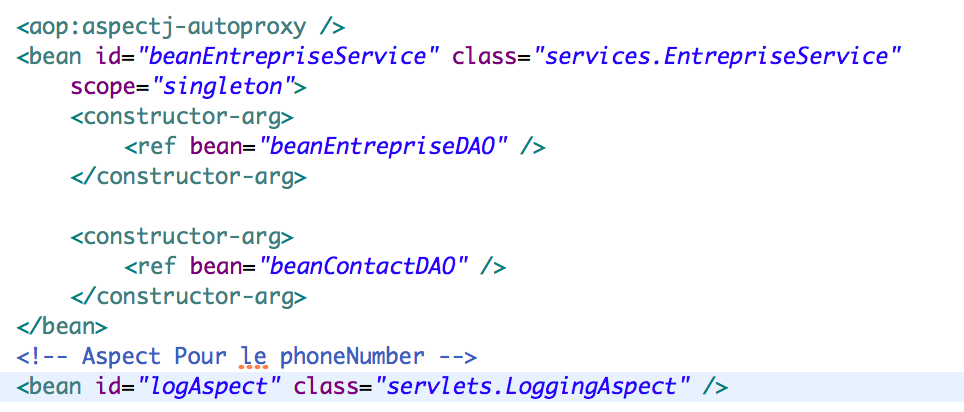 <aop:aspectj-autoproxy />
<bean id="beanEntrepriseService" class="services.EntrepriseService"
scope="singleton">
<constructor-arg>
<ref bean="beanEntrepriseDAO" />
</constructor-arg>
<constructor-arg>
<ref bean="beanContactDAO" />
</constructor-arg>
</bean>
<!-- Aspect Pour le phoneNumber -->
<bean id="logAspect" class="servlets.LoggingAspect" />